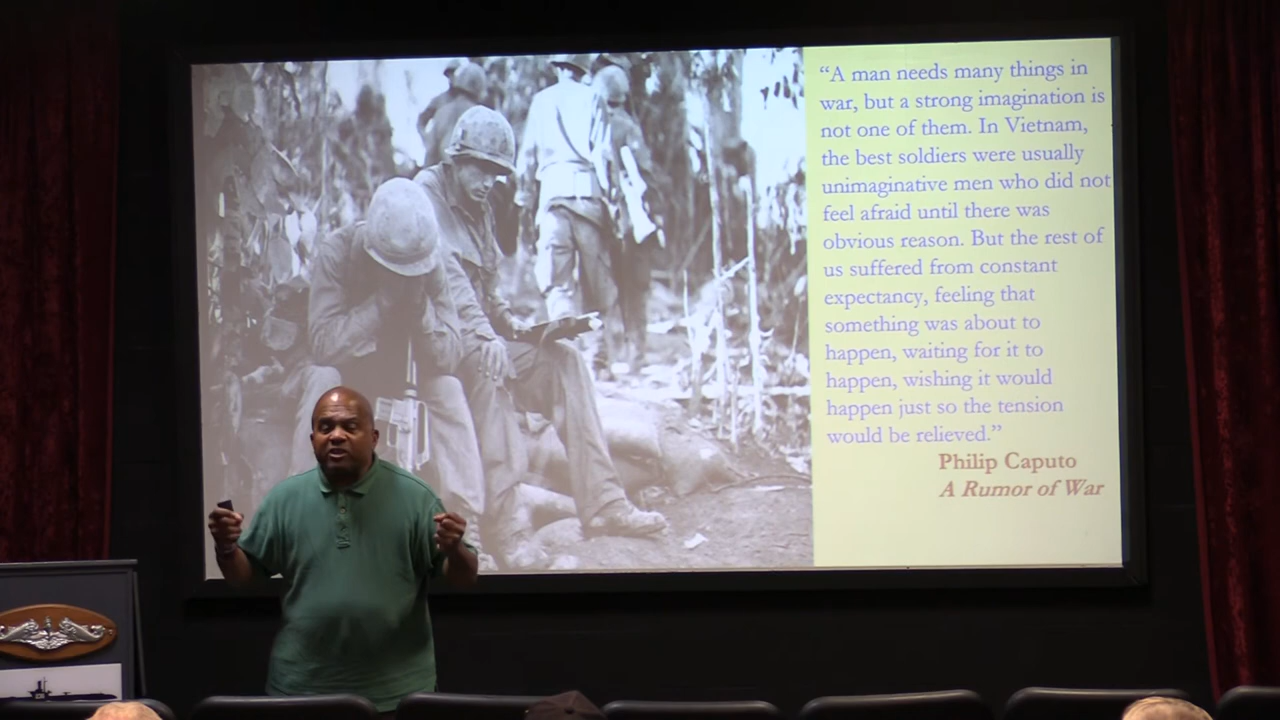 “A man needs many things in
war, but a strong imagination is
not one of them. In Vietnam,
the best soldiers were usually
unimaginative men who did not
feel afraid until there was
obvious reason. But the rest of
us suffered from constant
expectancy, feeling that
something was about to
happen, waiting for it to
happen, wishing it would
happen just so the tension
would be relieved.”
Philip Caputo
A Rumor of War